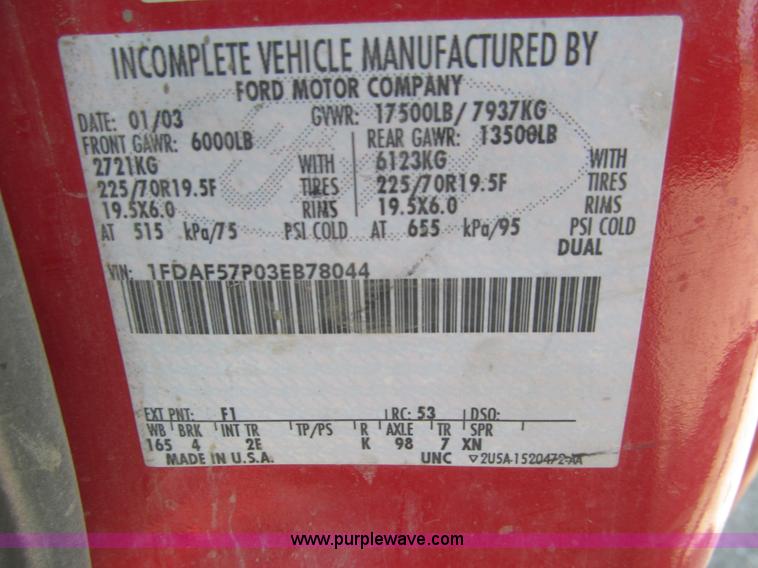 INCOMPLETE VEHICLE MANUFACTURED BY
FORD MOTOR COMPANY
DATE: 01/03 GVWR: 17500LB/ 7937KG
FRONT GAWR: 6000LB REAR GAWR: 13500LB
2721KG WITH 6123KG WITH
225/70R19.5F TIRES 225/70R19.5F TIRES
19.5X6.0 RIMS 19.5X6.0 RIMS
AT 515 kPa/75 PSI COLD AT 655 kPa/95 PSI COLD
DUAL
VIN: 1FDAF57P03EB78044
EXT PNT: F1 RC: 53 DSO:
WB BRK INT TR TP/PS R AXLE TR SPR
165 4 2E K 98 7 XN
MADE IN U.S.A. UNC ▽2U5A-1520472-AA
www.purplewave.com